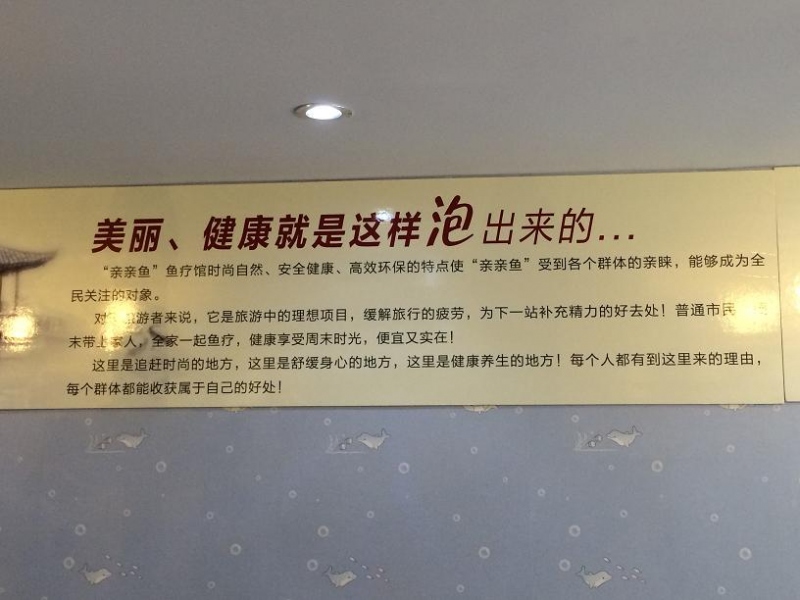 美丽、健康就是这样泡出来的...
“亲亲鱼”鱼疗馆时尚自然、安全健康、高效环保的特点使“亲亲鱼”受到各个群体的亲睐，能够成为全
民关注的对象。
对 游者来说，它是旅游中的理想项目，缓解旅行的疲劳，为下一站补充精力的好去处！普通市民
末带上家人，全家一起鱼疗，健康享受周末时光，便宜又实在！
这里是追赶时尚的地方，这里是舒缓身心的地方，这里是健康养生的地方！每个人都有到这里来的理由，
每个群体都能收获属于自己的好处！